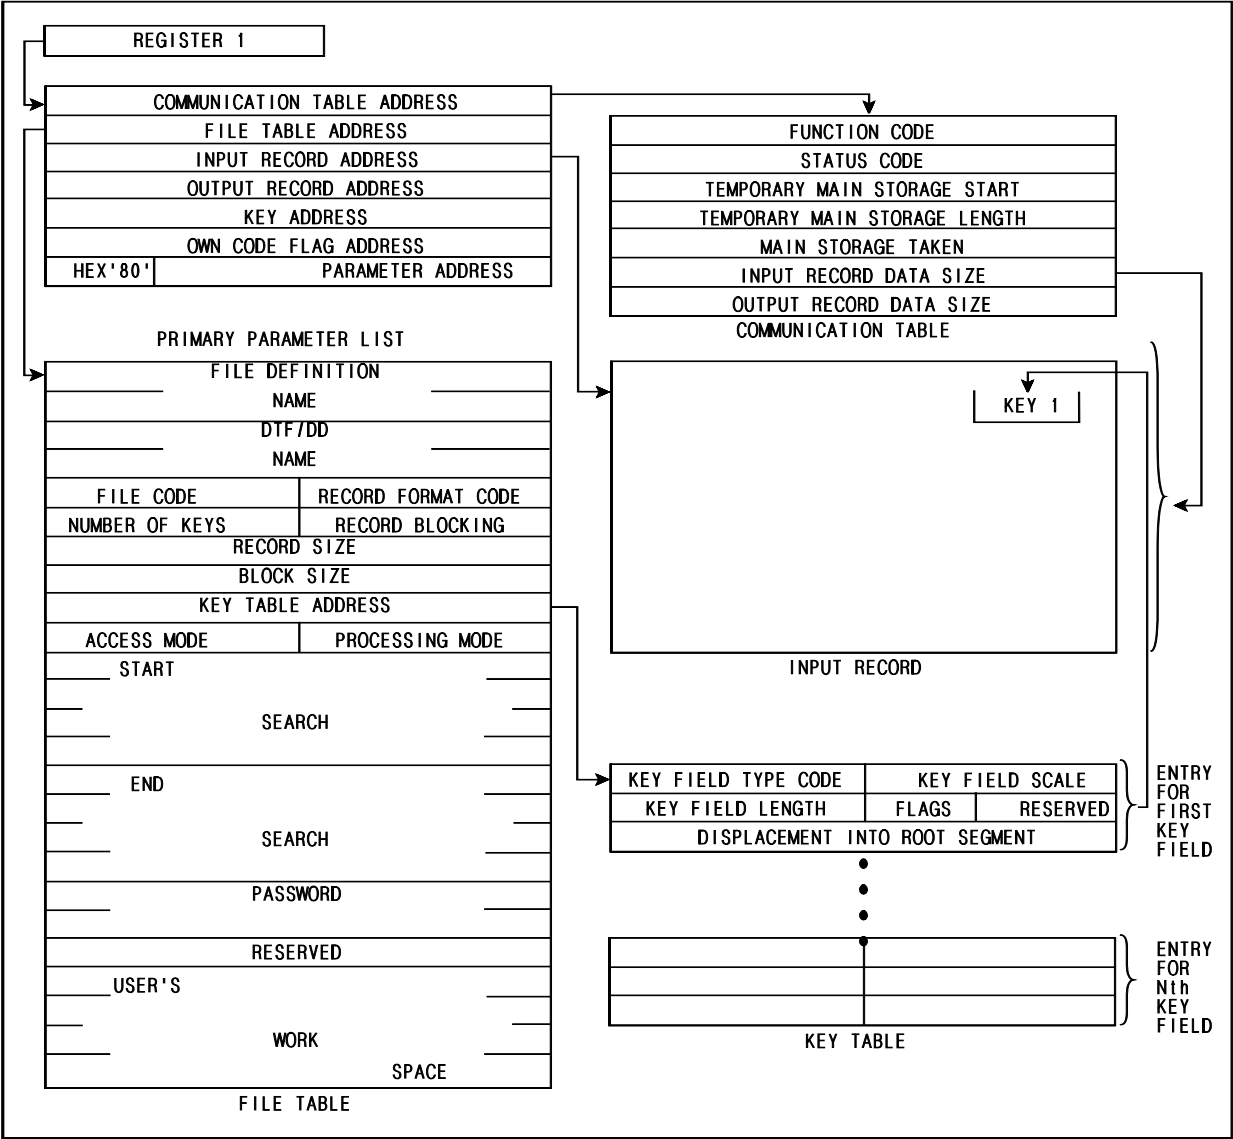 REGISTER 1
COMMUNICATION TABLE ADDRESS
FILE TABLE ADDRESS
INPUT RECORD ADDRESS
OUTPUT RECORD ADDRESS
KEY ADDRESS
OWN CODE FLAG ADDRESS
HEX'80' PARAMETER ADDRESS
PRIMARY PARAMETER LIST
FUNCTION CODE
STATUS CODE
TEMPORARY MAIN STORAGE START
TEMPORARY MAIN STORAGE LENGTH
MAIN STORAGE TAKEN
INPUT RECORD DATA SIZE
OUTPUT RECORD DATA SIZE
COMMUNICATION TABLE
FILE DEFINITION
NAME
DTF/DD
NAME
FILE CODE RECORD FORMAT CODE
NUMBER OF KEYS RECORD BLOCKING
RECORD SIZE
BLOCK SIZE
KEY TABLE ADDRESS
ACCESS MODE PROCESSING MODE
START
SEARCH
END
SEARCH
PASSWORD
RESERVED
USER'S
WORK
SPACE
FILE TABLE
KEY 1
INPUT RECORD
KEY FIELD TYPE CODE KEY FIELD SCALE
KEY FIELD LENGTH FLAGS RESERVED
DISPLACEMENT INTO ROOT SEGMENT
ENTRY
FOR
FIRST
KEY
FIELD
ENTRY
FOR
Nth
KEY
FIELD
KEY TABLE